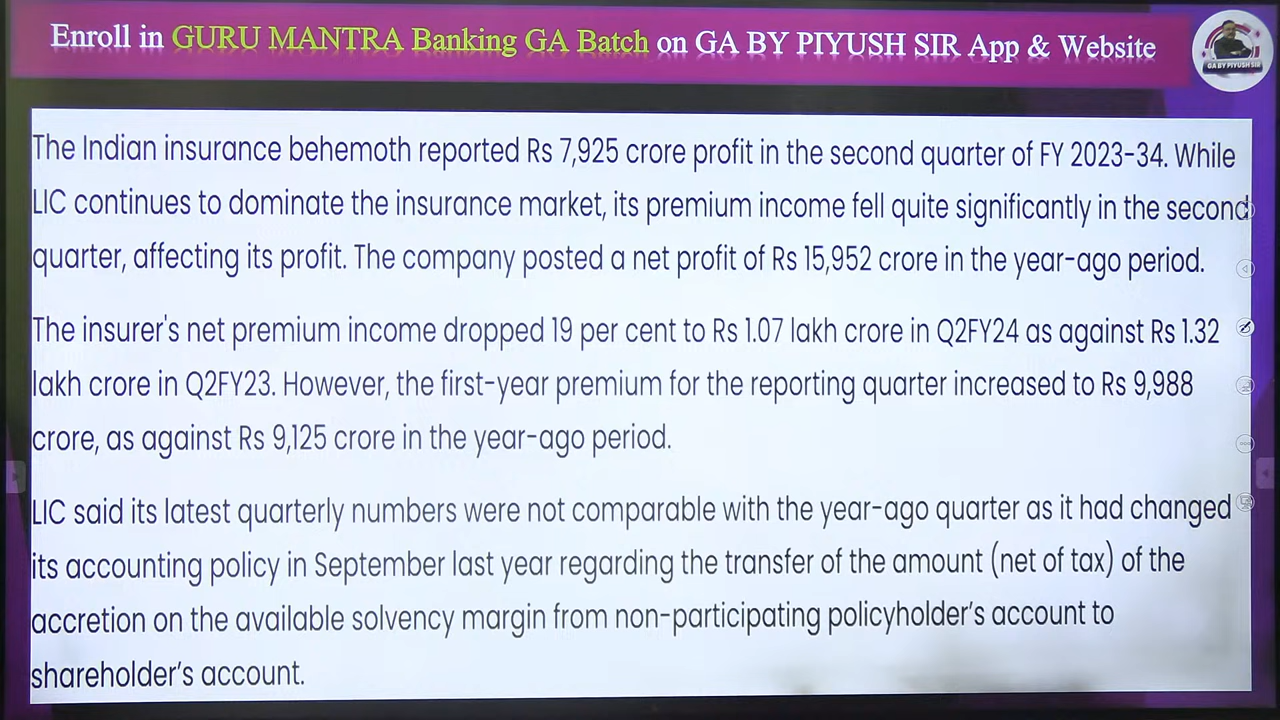 Enroll in GURU MANTRA Banking GA Batch on GA BY PIYUSH SIR App & Website
GA BY PIYUSH SIR
The Indian insurance behemoth reported Rs 7,925 crore profit in the second quarter of FY 2023-34. While
LIC continues to dominate the insurance market, its premium income fell quite significantly in the second
quarter, affecting its profit. The company posted a net profit of Rs 15,952 crore in the year-ago period.
The insurer's net premium income dropped 19 per cent to Rs 1.07 lakh crore in Q2FY24 as against Rs 1.32
lakh crore in Q2FY23. However, the first-year premium for the reporting quarter increased to Rs 9,988
crore, as against Rs 9,125 crore in the year-ago period.
LIC said its latest quarterly numbers were not comparable with the year-ago quarter as it had changed
its accounting policy in September last year regarding the transfer of the amount (net of tax) of the
accretion on the available solvency margin from non-participating policyholder's account to
shareholder's account.